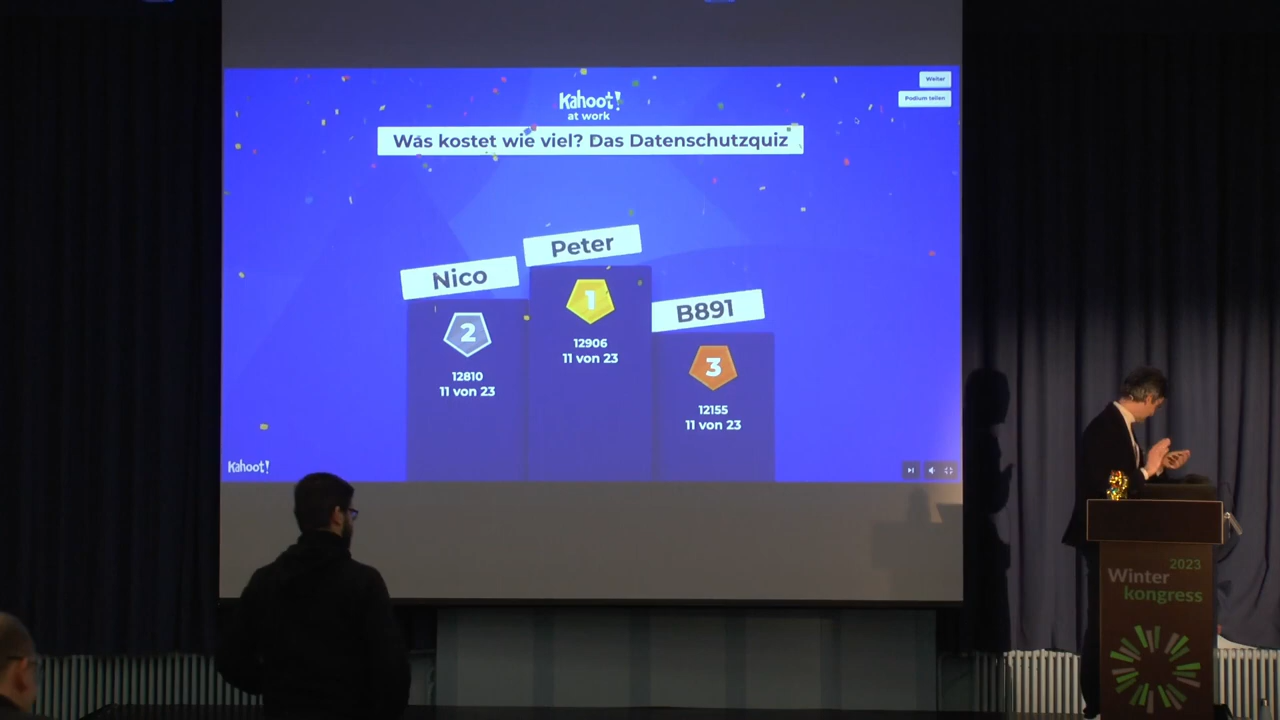 Weiter
Podium teilen
Kahoot!
at work
Was kostet wie viel? Das Datenschutzquiz
Peter
Nico
B891
1
2
3
12906
11 von 23
12810
11 von 23
12155
11 von 23
Kahoot!
2023
Winter
kongress